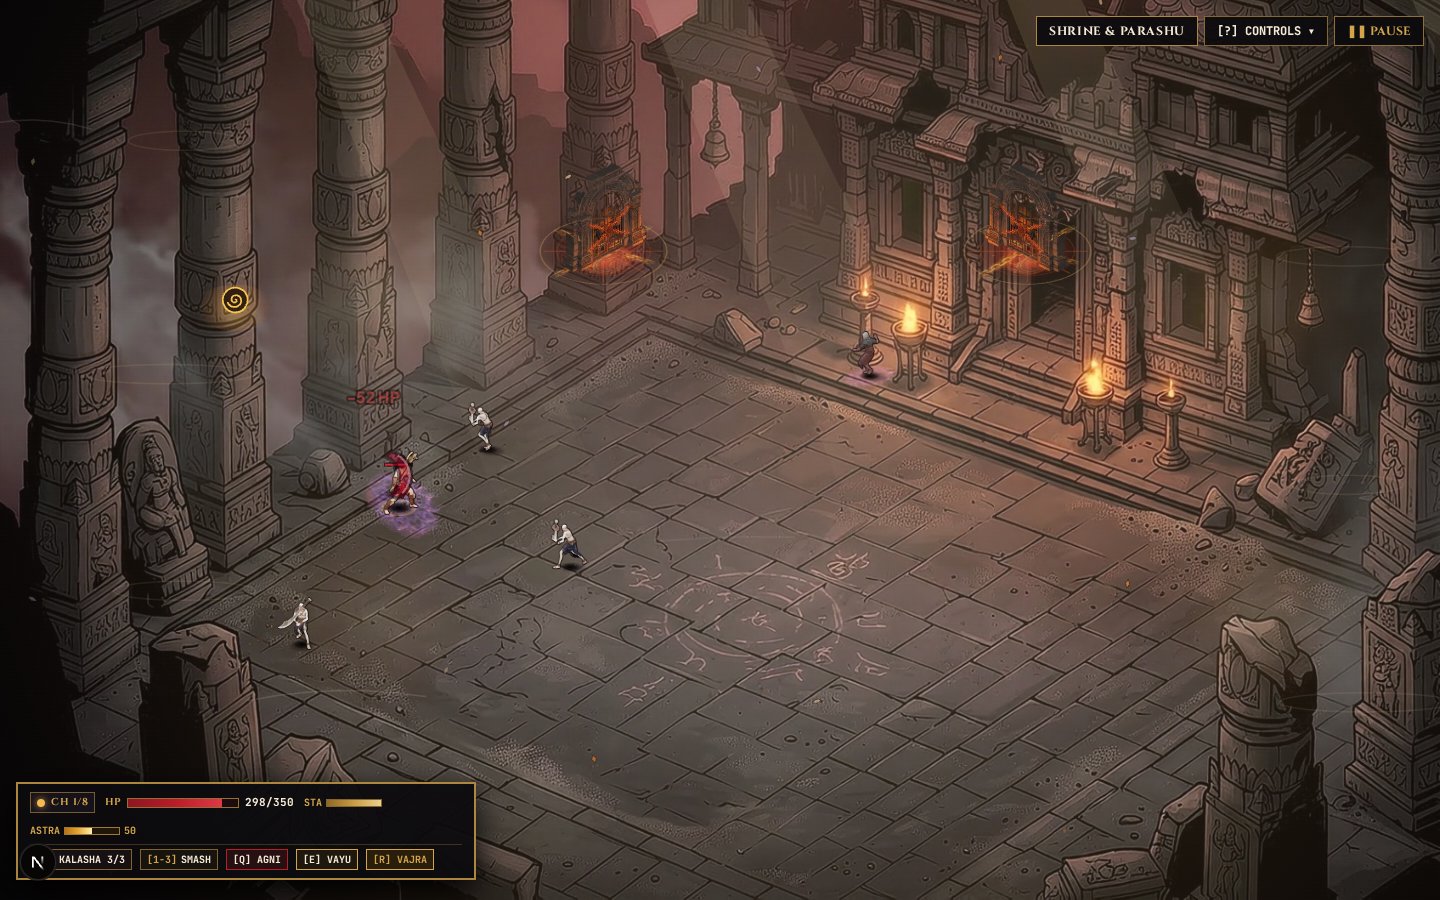 SHRINE & PARASHU
[?] CONTROLS ▾
❚❚ PAUSE
-52 HP
CH 1/8 HP 298/350 STA
ASTRA 50
N KALASHA 3/3 [1-3] SMASH [Q] AGNI [E] VAYU [R] VAJRA